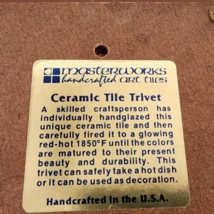 masterworks
handcrafted art tiles
Ceramic Tile Trivet
A skilled craftsperson has
individually handglazed this
unique ceramic tile and then
carefully fired it to a glowing
red-hot 1850°F until the colors
are matured to their present
beauty and durability. This
trivet can safely take a hot dish
or it can be used as decoration.
Handcrafted in the U.S.A.